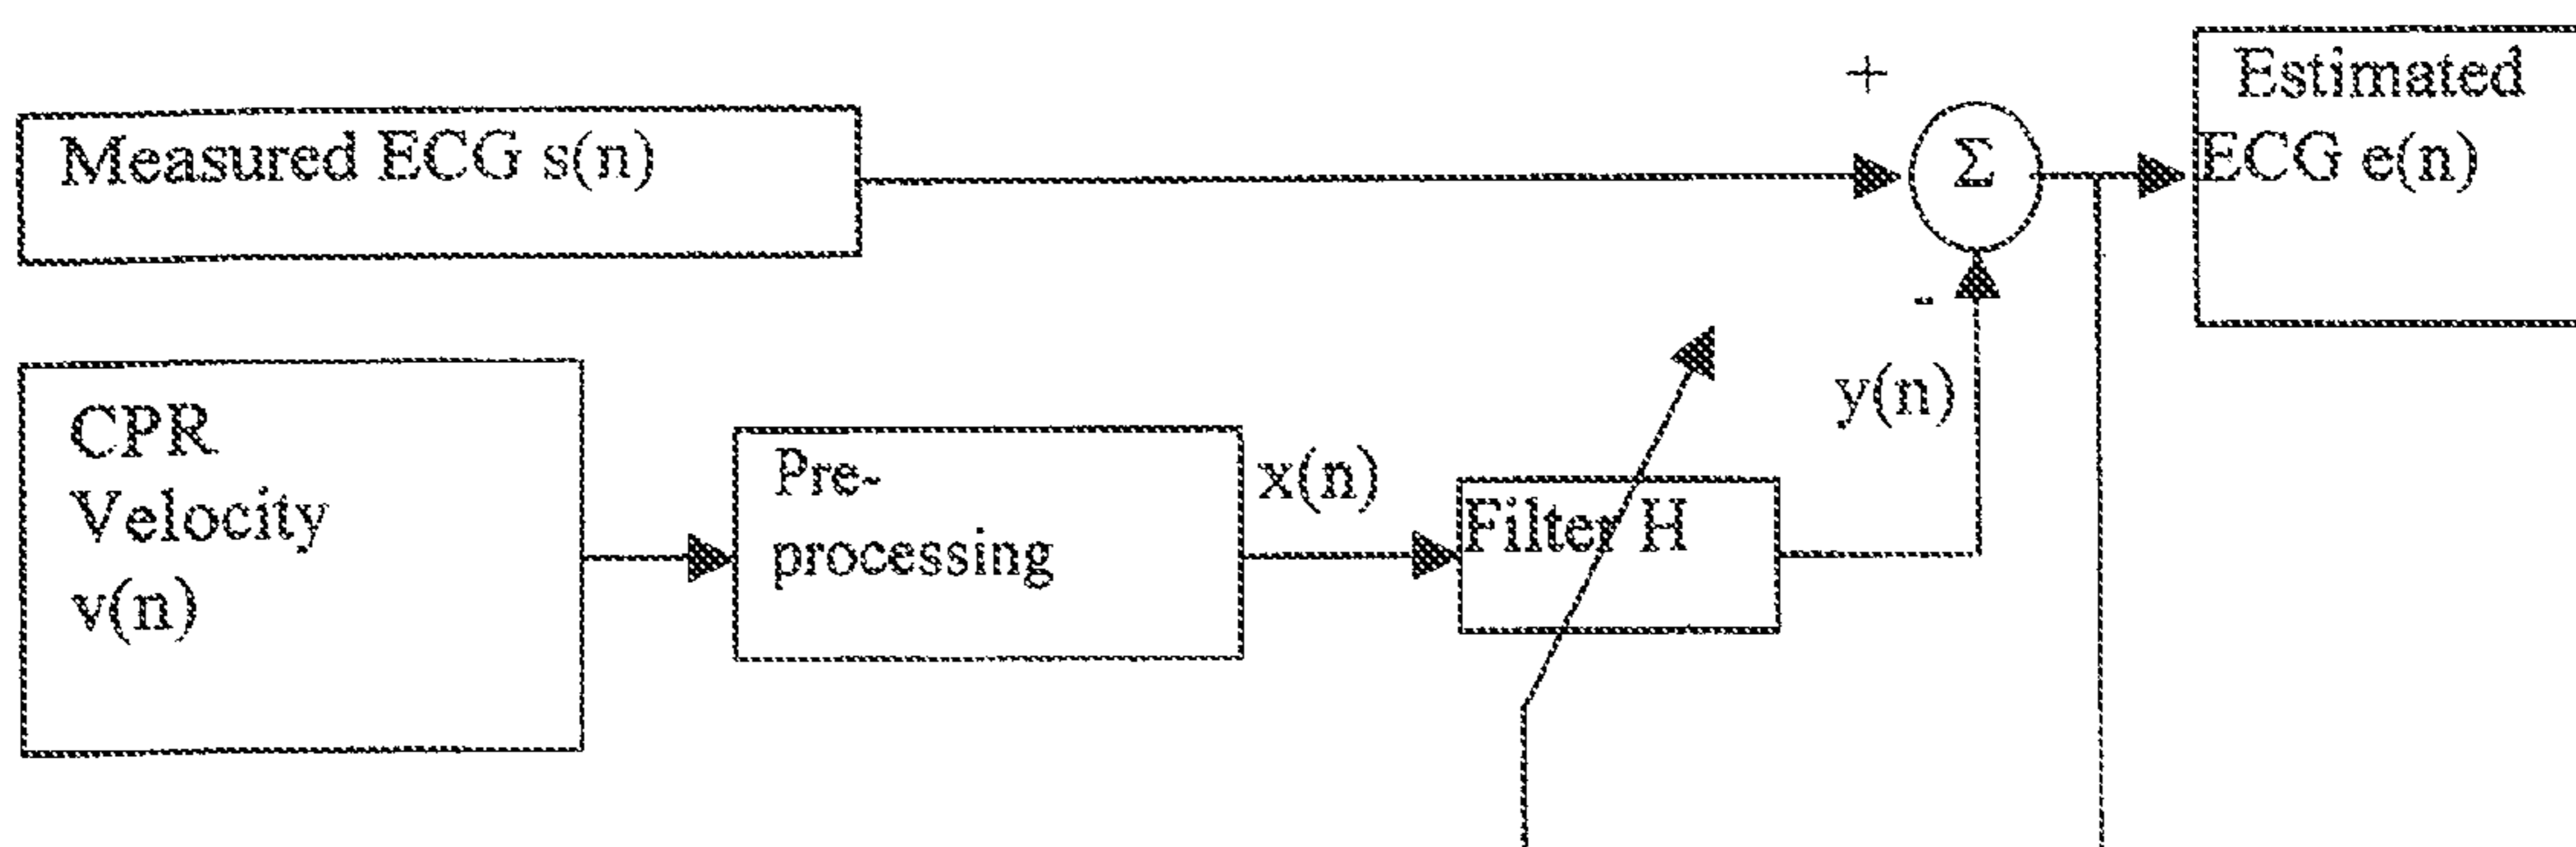 Measured ECG s(n)
+
Σ
Estimated
ECG e(n)
-
y(n)
CPR
Velocity
v(n)
Pre-
processing
x(n)
Filter H